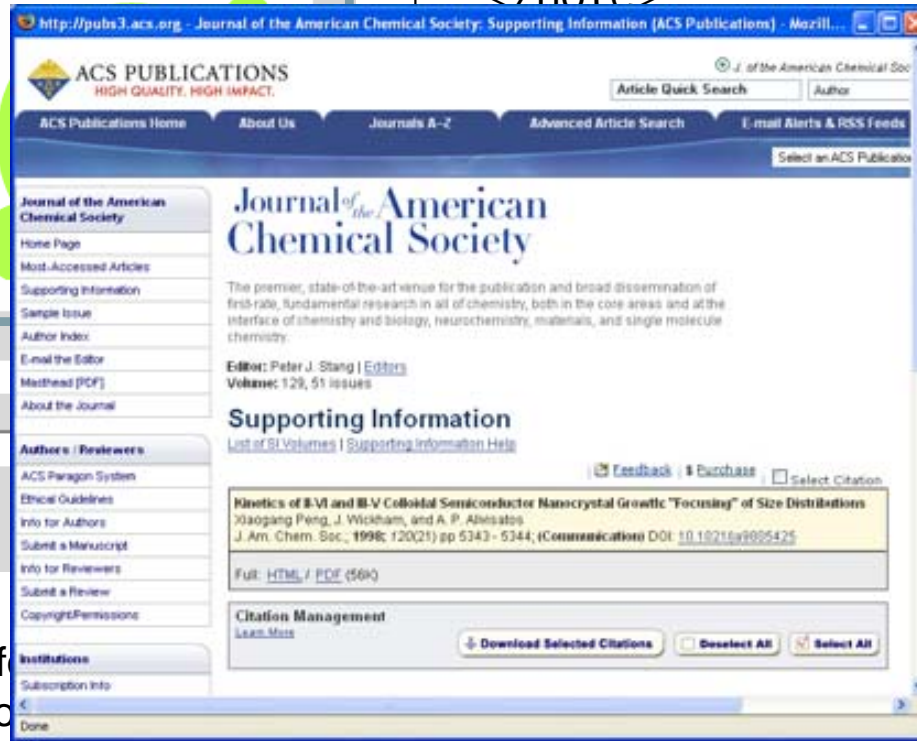 http://pubs3.acs.org - Journal of the American Chemical Society: Supporting Information (ACS Publications) - Mozill...
ACS PUBLICATIONS
HIGH QUALITY. HIGH IMPACT.
J. of the American Chemical Soc
Article Quick Search
Author
ACS Publications Home
About Us
Journals A–Z
Advanced Article Search
E-mail Alerts & RSS Feeds
Select an ACS Publication
Journal of the American
Chemical Society
Home Page
Most-Accessed Articles
Supporting Information
Sample Issue
Author Index
E-mail the Editor
Masthead [PDF]
About the Journal
Authors / Reviewers
ACS Paragon System
Ethical Guidelines
Info for Authors
Submit a Manuscript
Info for Reviewers
Submit a Review
Copyright/Permissions
Institutions
Subscription Info
Journal of the American
Chemical Society
The premier, state-of-the-art venue for the publication and broad dissemination of
first-rate, fundamental research in all of chemistry, both in the core areas and at the
interface of chemistry and biology, neurochemistry, materials, and single molecule
chemistry.
Editor: Peter J. Stang | Editors
Volume: 129, 51 issues
Supporting Information
List of SI Volumes | Supporting Information Help
Feedback | $ Purchase | Select Citation
Kinetics of II-VI and III-V Colloidal Semiconductor Nanocrystal Growth: "Focusing" of Size Distributions
Xiaogang Peng, J. Wickham, and A. P. Alivisatos
J. Am. Chem. Soc., 1998; 120(21) pp 5343 - 5344; (Communication) DOI: 10.1021/ja9805425
Full: HTML / PDF (56K)
Citation Management
Learn More
Download Selected Citations
Deselect All
Select All
Done